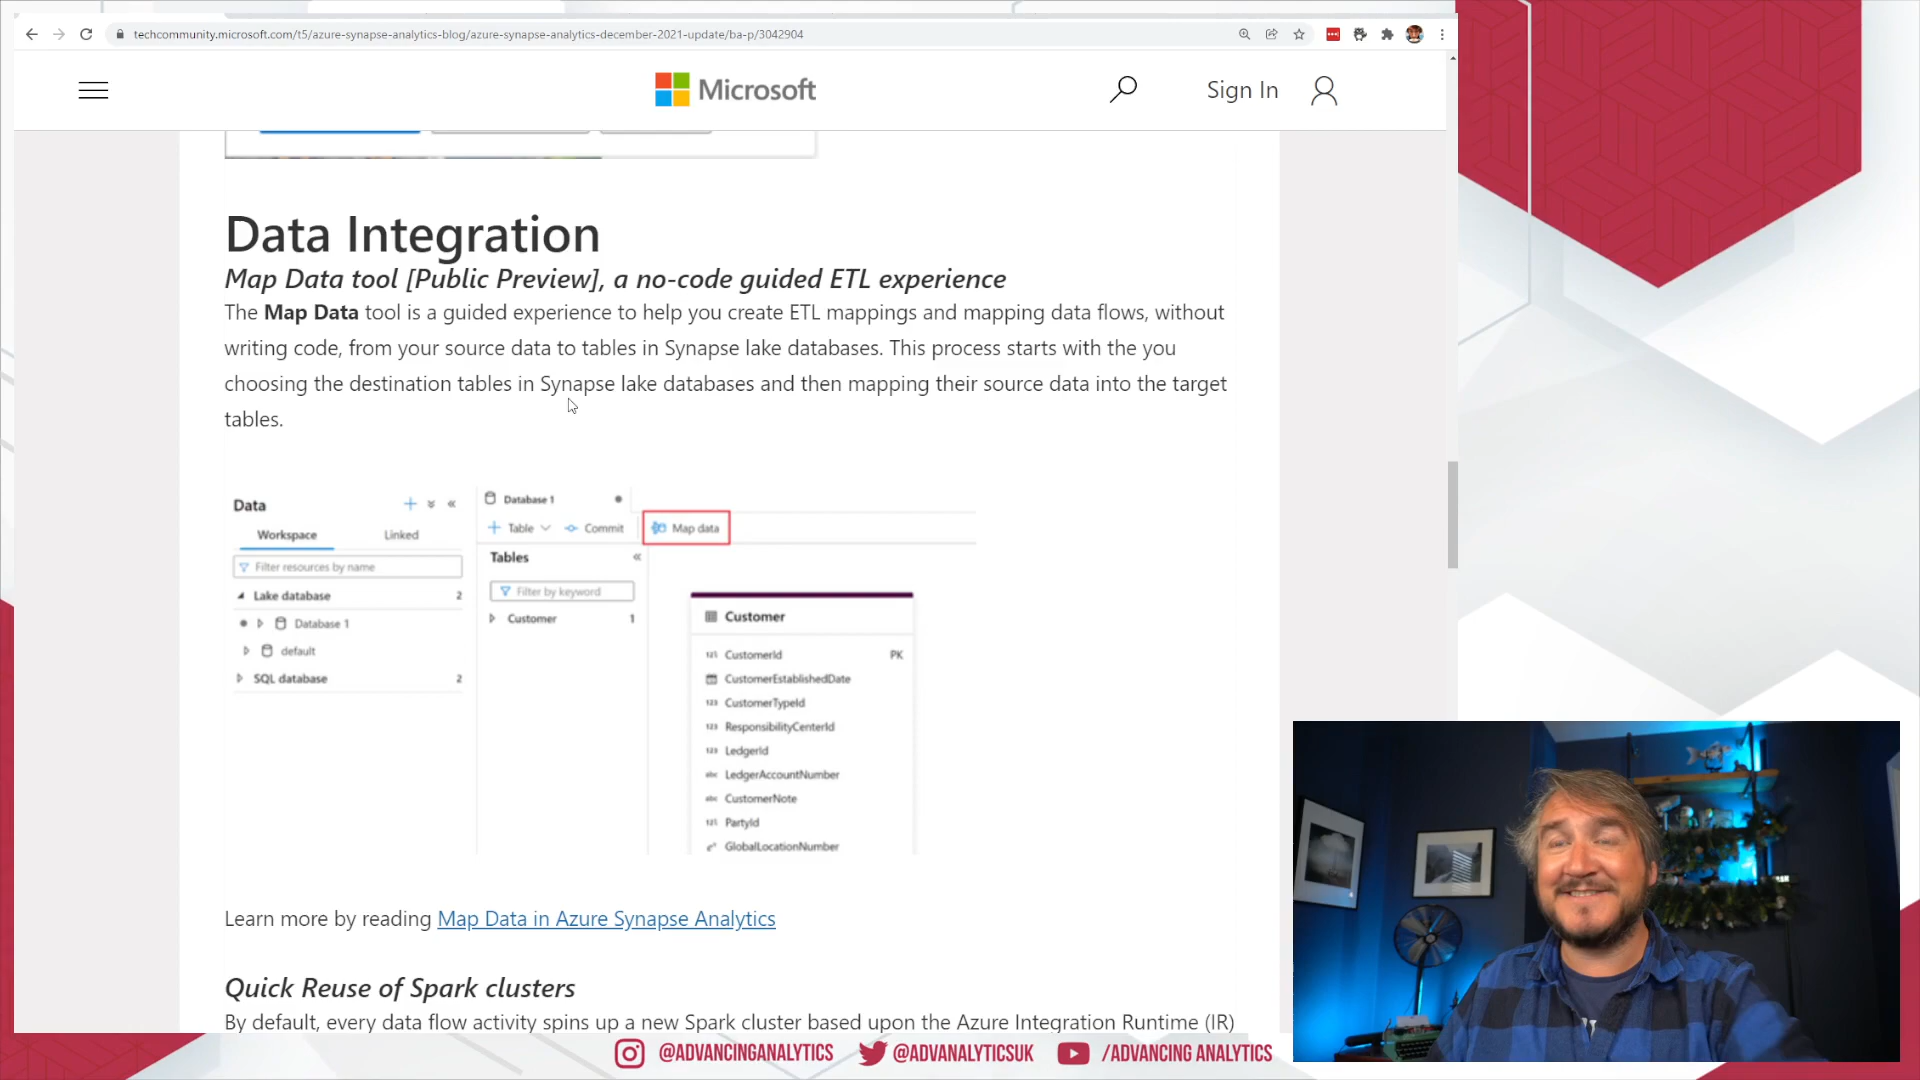 techcommunity.microsoft.com/t5/azure-synapse-analytics-blog/azure-synapse-analytics-december-2021-update/ba-p/3042904
Microsoft
Sign In
Data Integration
Map Data tool [Public Preview], a no-code guided ETL experience
The Map Data tool is a guided experience to help you create ETL mappings and mapping data flows, without
writing code, from your source data to tables in Synapse lake databases. This process starts with the you
choosing the destination tables in Synapse lake databases and then mapping their source data into the target
tables.
Data
Workspace
Linked
Filter resources by name
Lake database 2
Database 1
default
SQL database 2
Database 1
Table
Commit
Map data
Tables
Filter by keyword
Customer 1
Customer
123 CustomerId PK
CustomerEstablishedDate
123 CustomerTypeId
123 ResponsibilityCenterId
123 LedgerId
abc LedgerAccountNumber
abc CustomerNote
123 PartyId
GlobalLocationNumber
Learn more by reading Map Data in Azure Synapse Analytics
Quick Reuse of Spark clusters
By default, every data flow activity spins up a new Spark cluster based upon the Azure Integration Runtime (IR)
@ADVANCINGANALYTICS
@ADVANALYTICSUK
/ADVANCING ANALYTICS